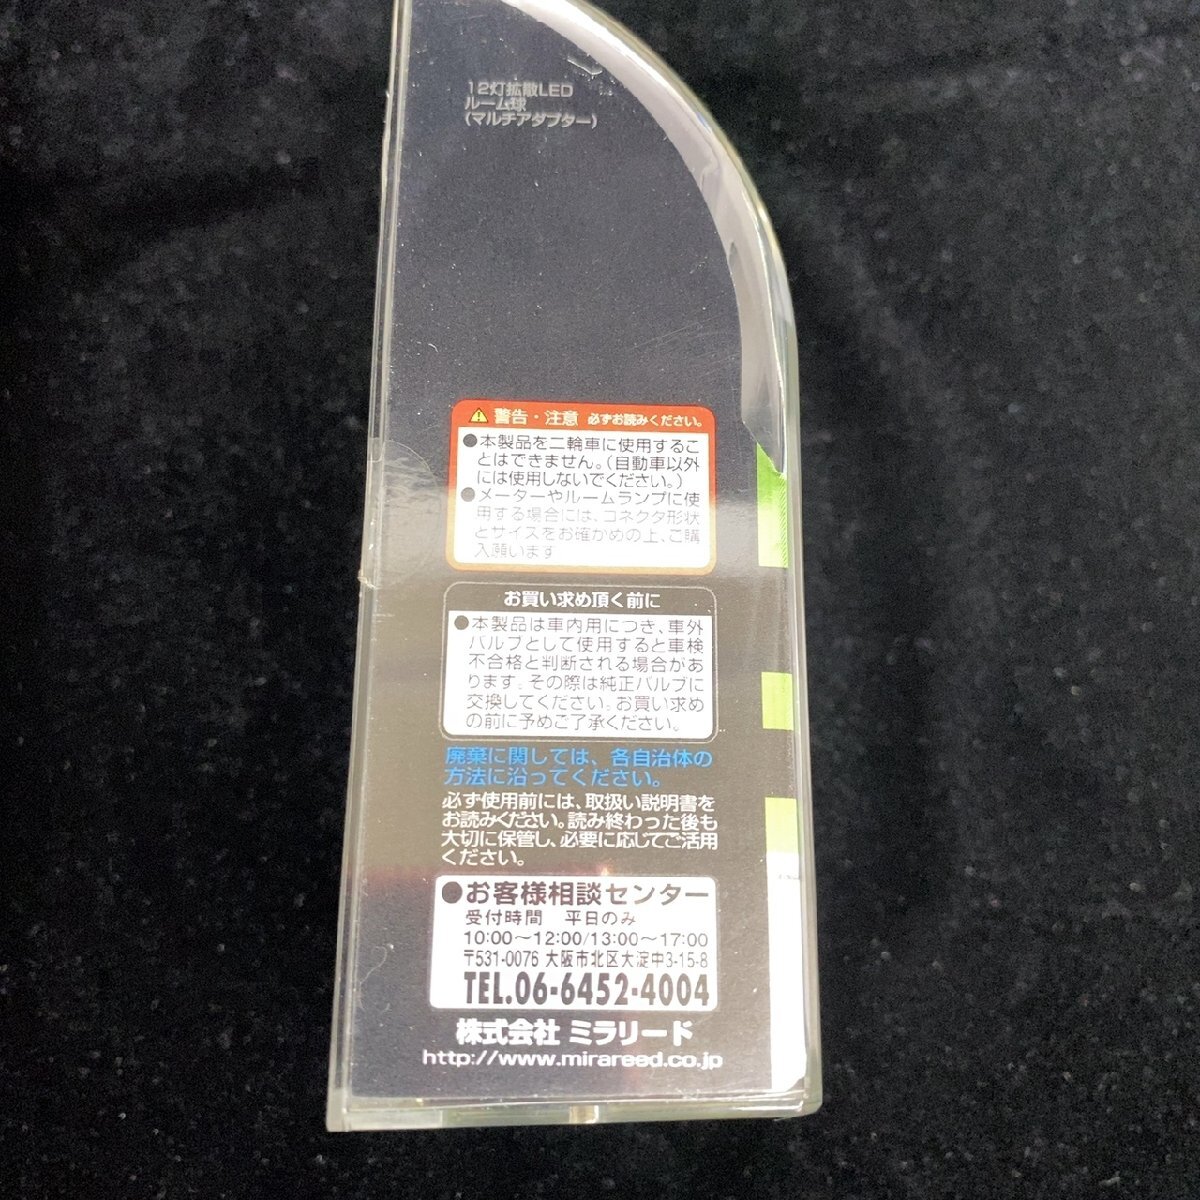 12灯拡散LED
ルーム球
(マルチアダプター)
警告・注意 必ずお読みください。
●本製品を二輪車に使用するこ
とはできません。(自動車以外
には使用しないでください。)
●メーターやルームランプに使
用する場合には、コネクタ形状
とサイズをお確かめの上、ご購
入願います
お買い求め頂く前に
●本製品は車内用につき、車外
バルブとして使用すると車検
不合格と判断される場合があ
ります。その際は純正バルブに
交換してください。お買い求め
の前に予めご了承ください。
廃棄に関しては、各自治体の
方法に沿ってください。
必ず使用前には、取扱い説明書を
お読みください。読み終わった後も
大切に保管し、必要に応じてご活用
ください。
●お客様相談センター
受付時間 平日のみ
10:00～12:00/13:00～17:00
〒531-0076 大阪市北区大淀中3-15-8
TEL.06-6452-4004
株式会社 ミラリード
http://www.mirareed.co.jp